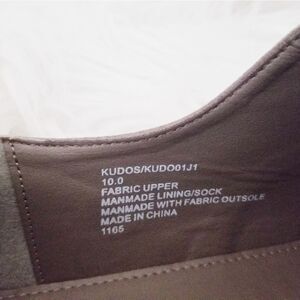 KUDOS/KUDO01J1
10.0
FABRIC UPPER
MANMADE LINING/SOCK
MANMADE WITH FABRIC OUTSOLE
MADE IN CHINA
1165